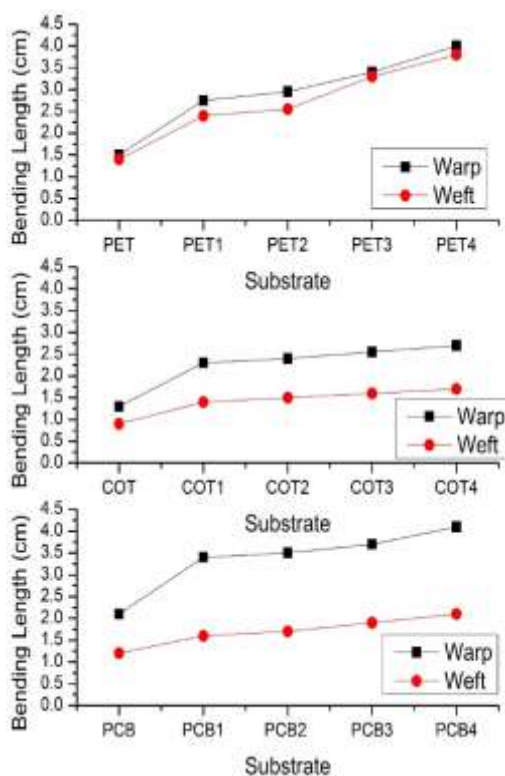 Bending Length (cm)
4.5
4.0
3.5
3.0
2.5
2.0
1.5
1.0
0.5
0.0
Warp
Weft
PET PET1 PET2 PET3 PET4
Substrate
Bending Length (cm)
4.5
4.0
3.5
3.0
2.5
2.0
1.5
1.0
0.5
0.0
Warp
Weft
COT COT1 COT2 COT3 COT4
Substrate
Bending Length (cm)
4.5
4.0
3.5
3.0
2.5
2.0
1.5
1.0
0.5
0.0
Warp
Weft
PCB PCB1 PCB2 PCB3 PCB4
Substrate